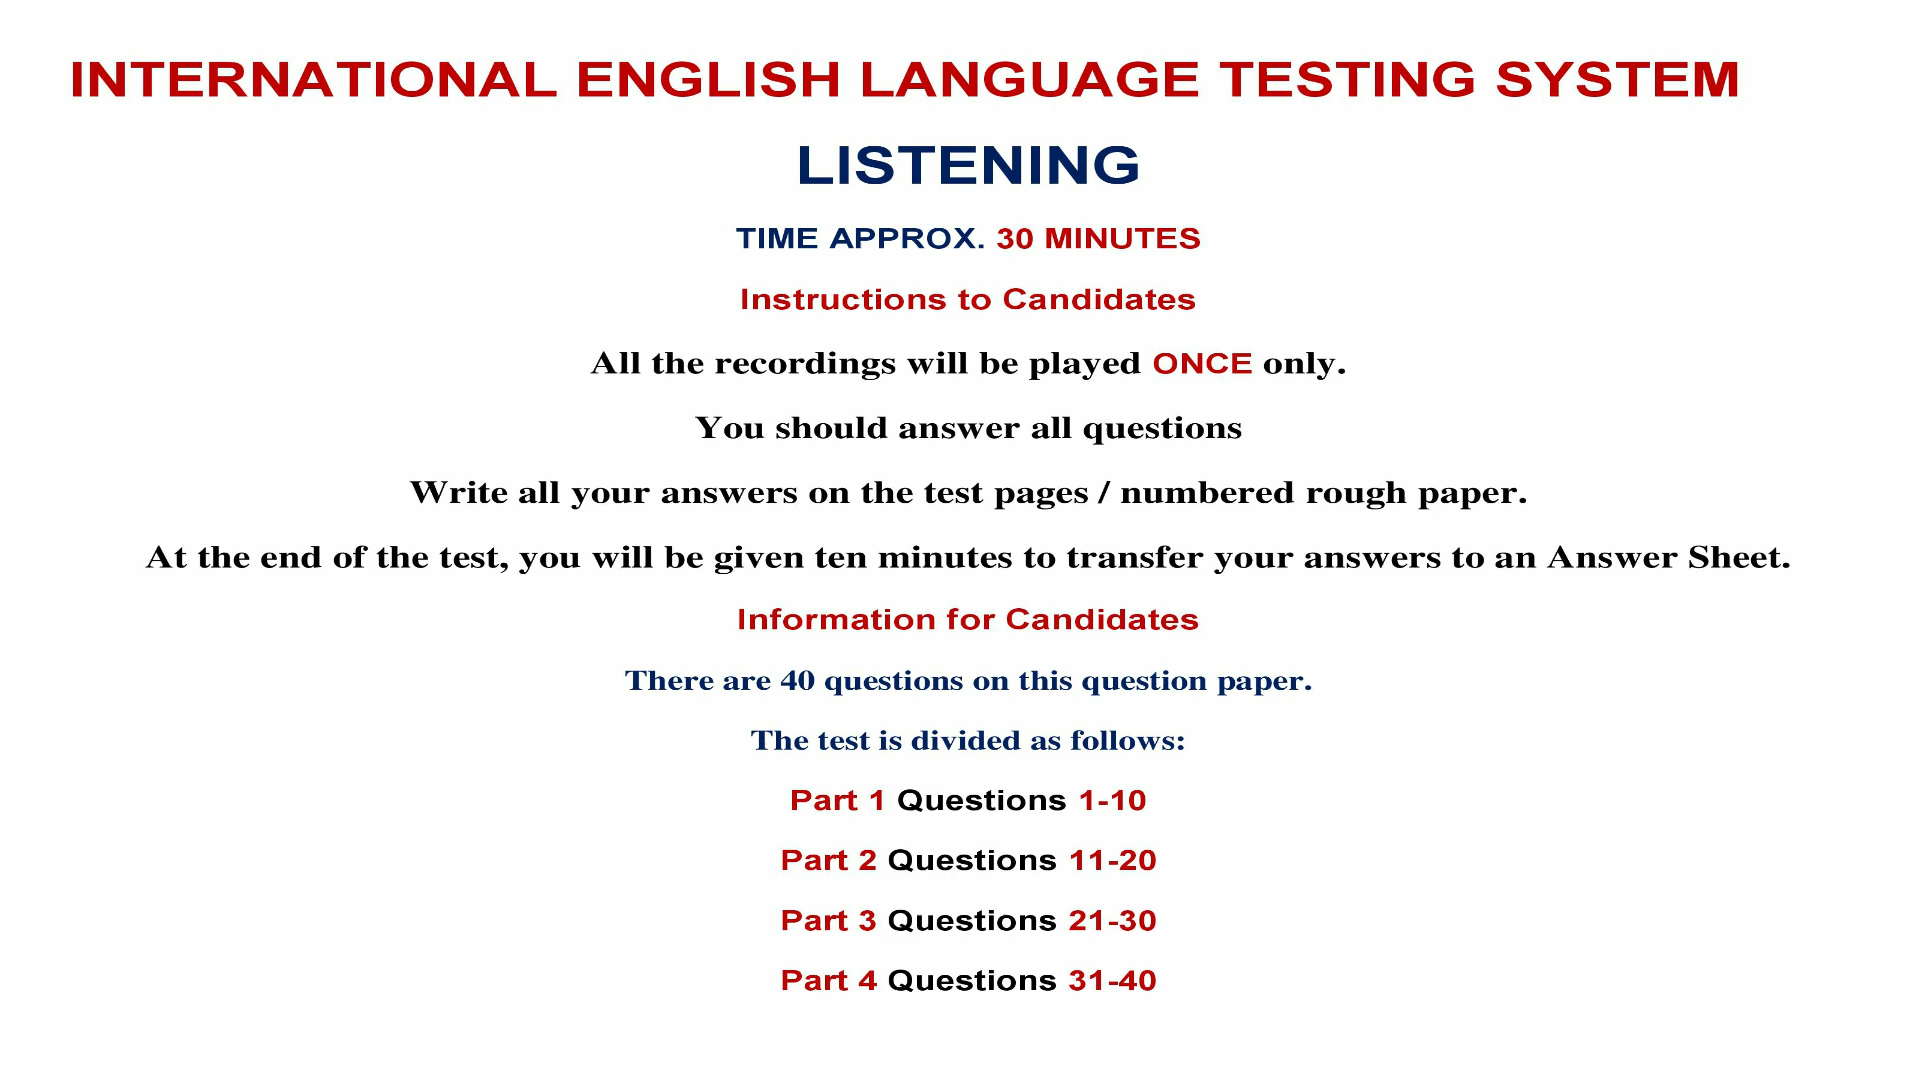 INTERNATIONAL ENGLISH LANGUAGE TESTING SYSTEM
LISTENING
TIME APPROX. 30 MINUTES
Instructions to Candidates
All the recordings will be played ONCE only.
You should answer all questions
Write all your answers on the test pages / numbered rough paper.
At the end of the test, you will be given ten minutes to transfer your answers to an Answer Sheet.
Information for Candidates
There are 40 questions on this question paper.
The test is divided as follows:
Part 1 Questions 1-10
Part 2 Questions 11-20
Part 3 Questions 21-30
Part 4 Questions 31-40